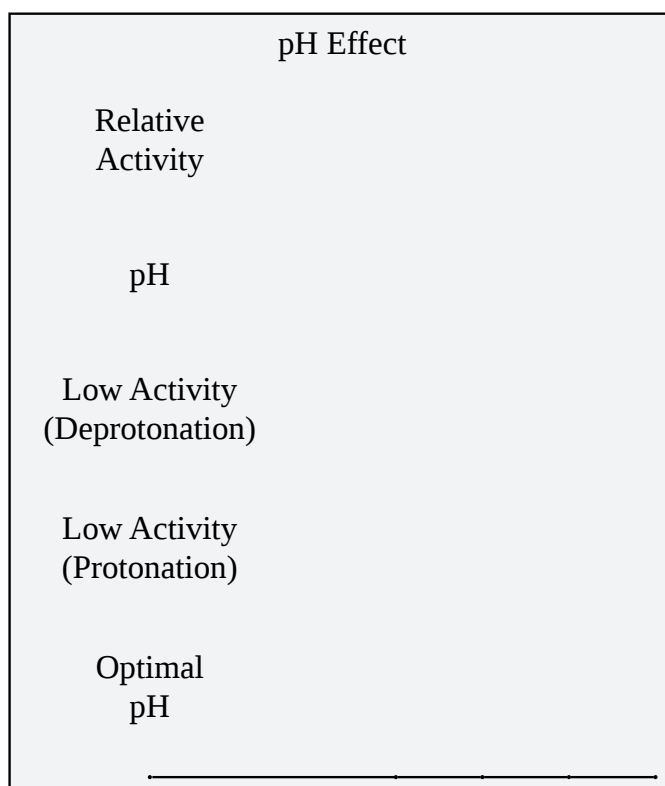 pH Effect
Relative
Activity
pH
Low Activity
(Deprotonation)
Low Activity
(Protonation)
Optimal
pH